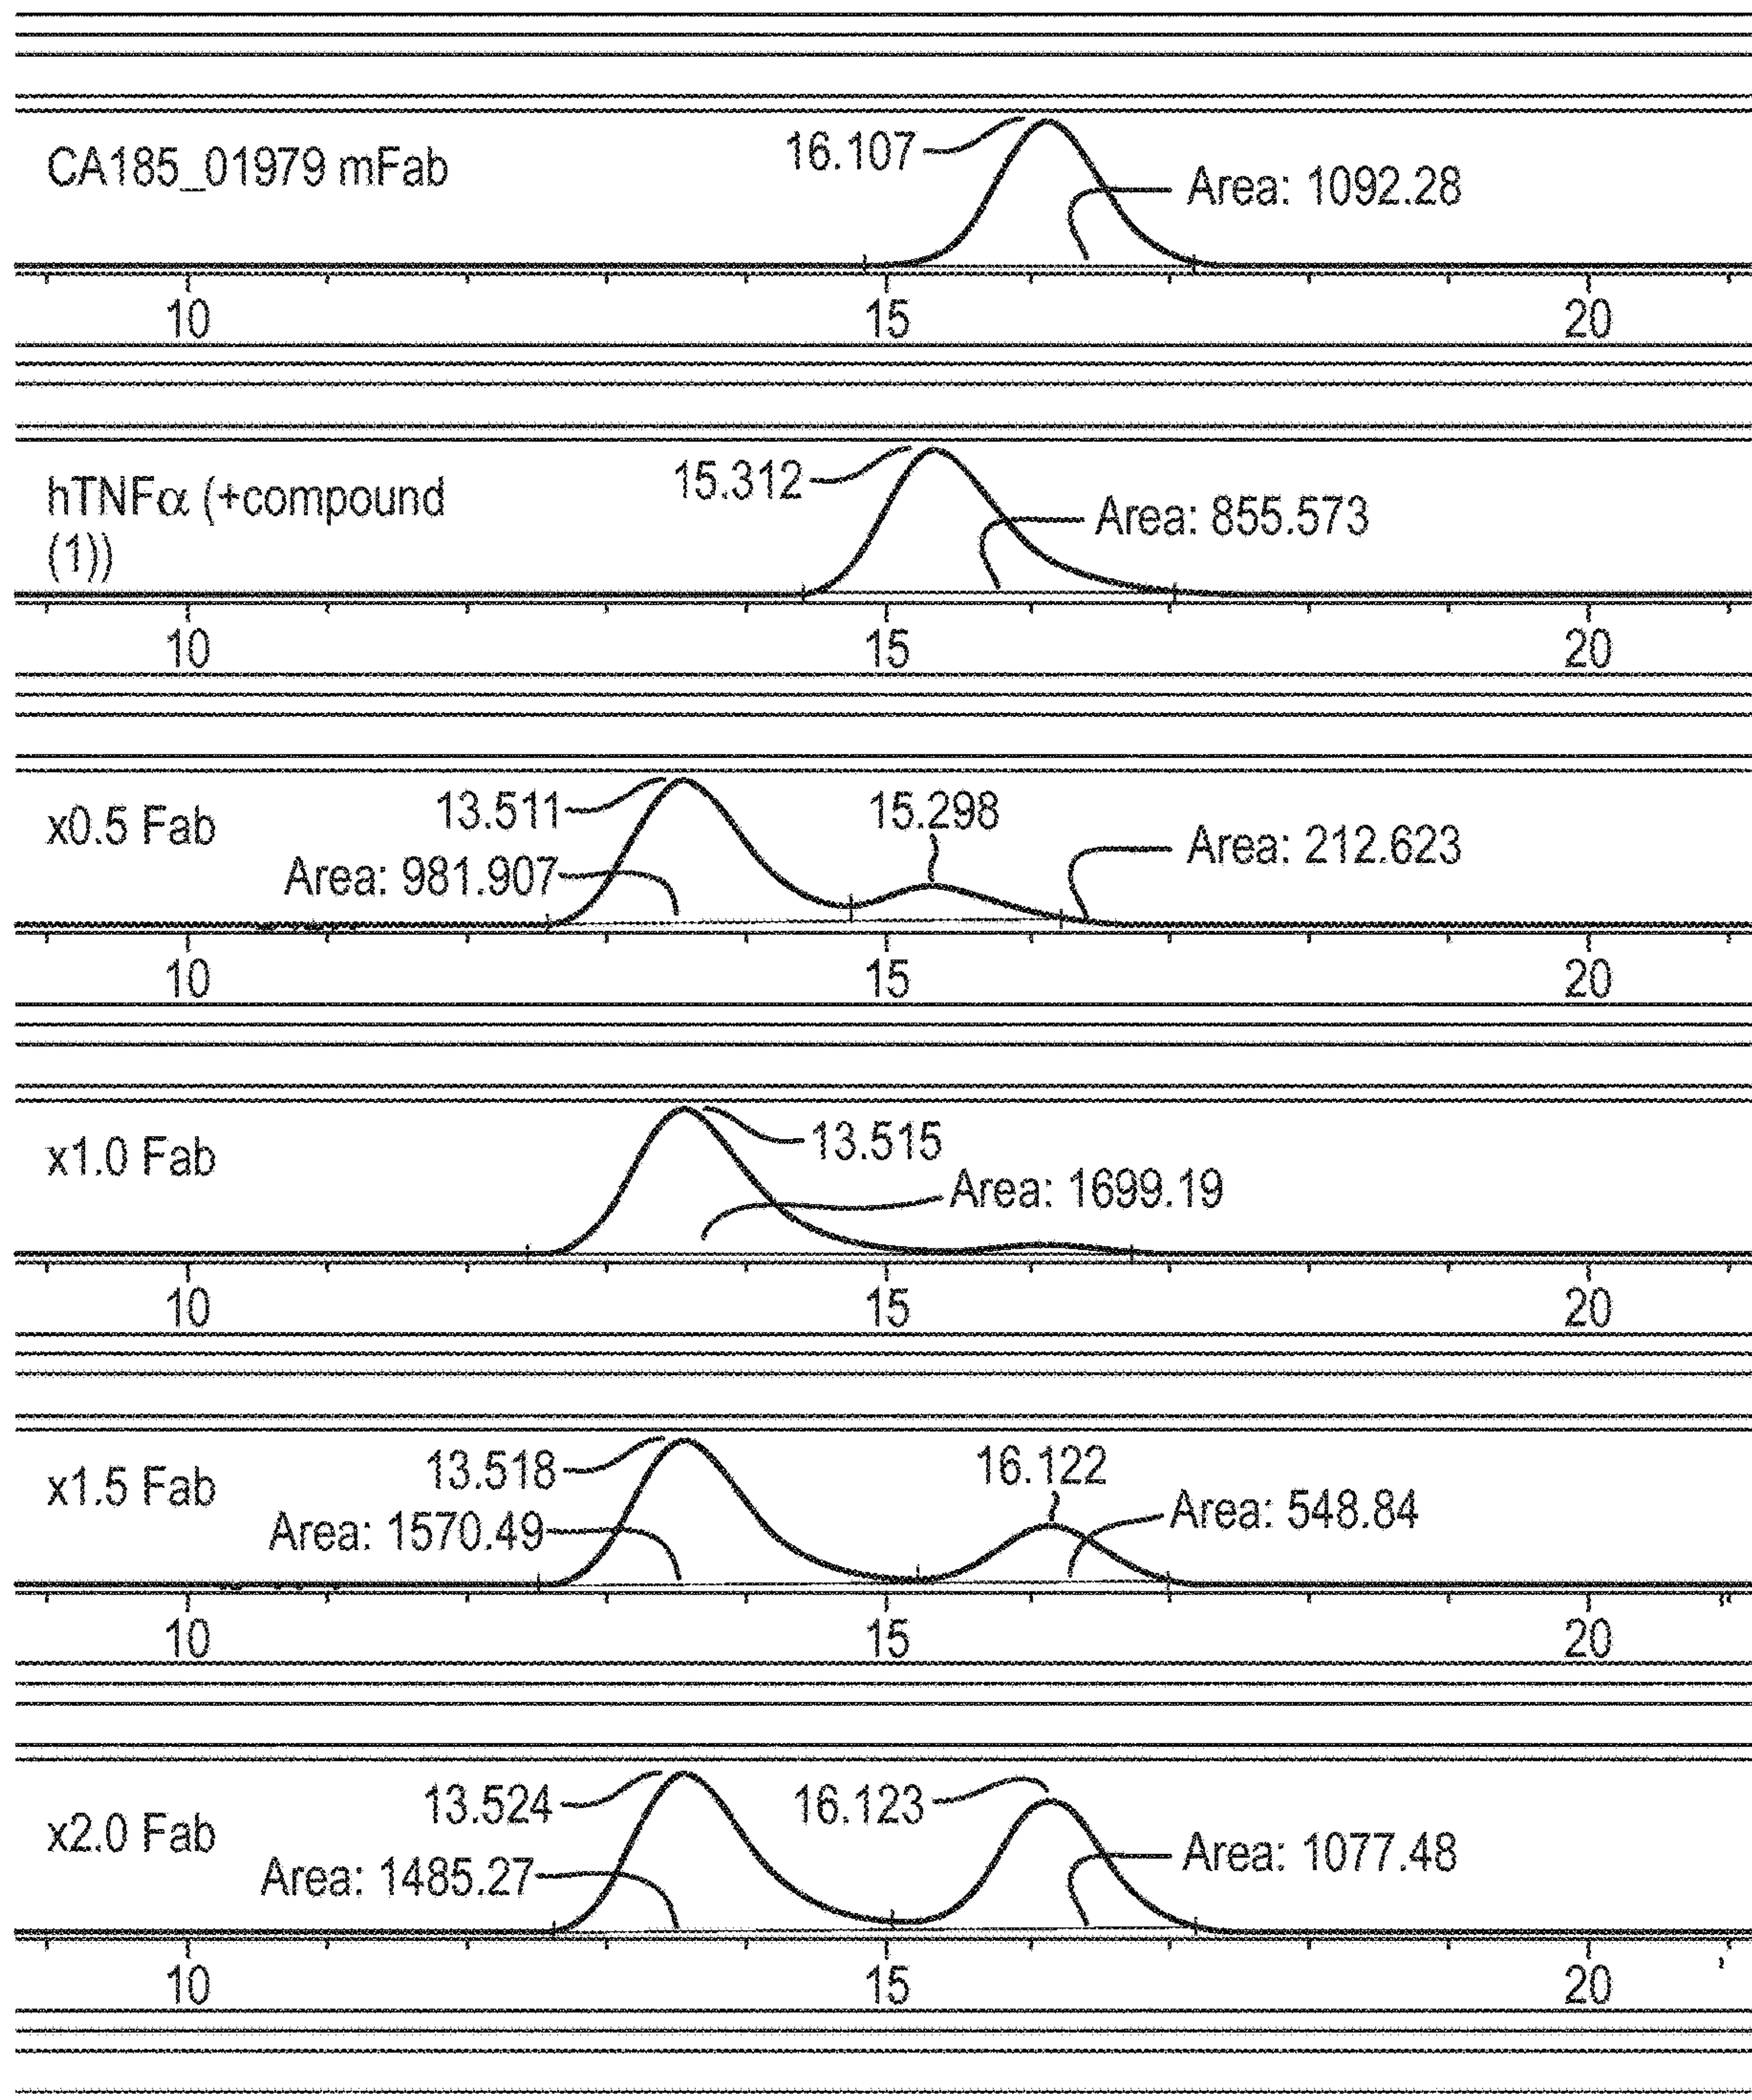 CA185_01979 mFab
16.107
Area: 1092.28
10 15 20
hTNFα (+compound
(1))
15.312
Area: 855.573
10 15 20
x0.5 Fab
13.511
15.298
Area: 981.907
Area: 212.623
10 15 20
x1.0 Fab
13.515
Area: 1699.19
10 15 20
x1.5 Fab
13.518
16.122
Area: 1570.49
Area: 548.84
10 15 20
x2.0 Fab
13.524
16.123
Area: 1485.27
Area: 1077.48
10 15 20